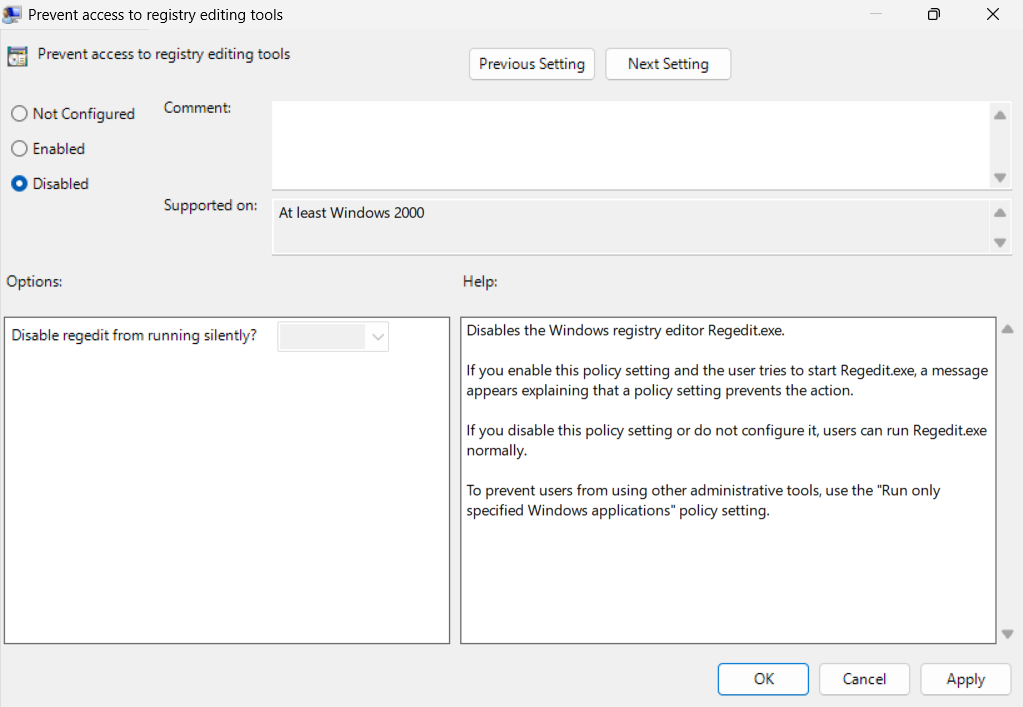 Prevent access to registry editing tools
Prevent access to registry editing tools
Previous Setting
Next Setting
Not Configured
Enabled
Disabled
Comment:
Supported on:
At least Windows 2000
Options:
Help:
Disable regedit from running silently?
Disables the Windows registry editor Regedit.exe.
If you enable this policy setting and the user tries to start Regedit.exe, a message
appears explaining that a policy setting prevents the action.
If you disable this policy setting or do not configure it, users can run Regedit.exe
normally.
To prevent users from using other administrative tools, use the "Run only
specified Windows applications" policy setting.
OK
Cancel
Apply